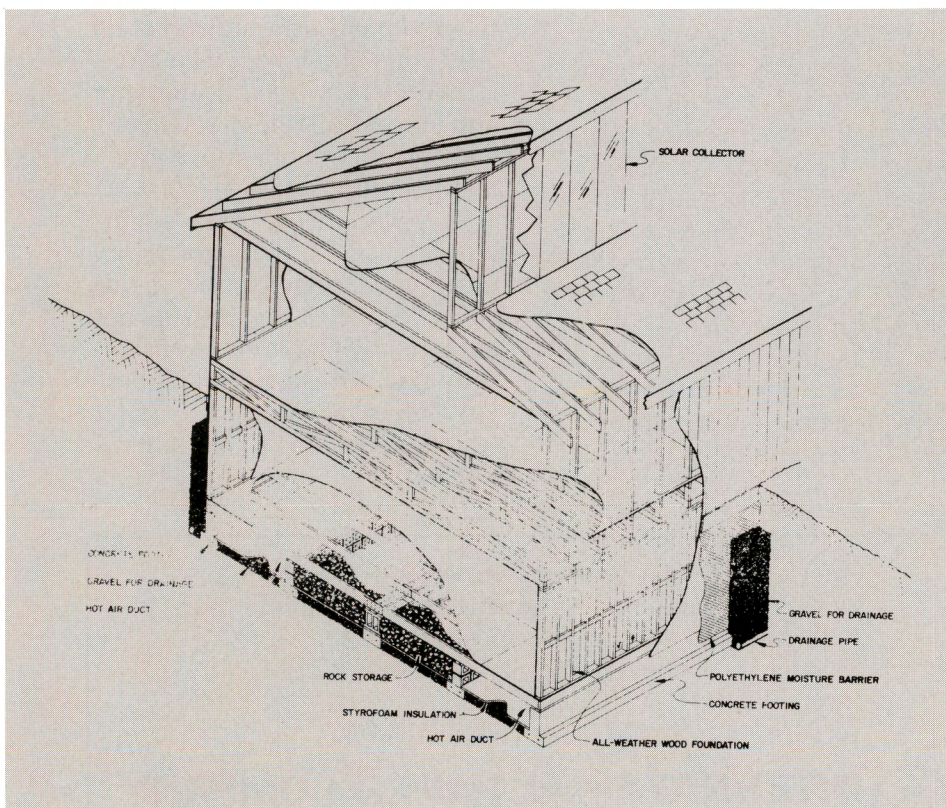 SOLAR COLLECTOR
CONCRETE
GRAVEL FOR DRAINAGE
HOT AIR DUCT
GRAVEL FOR DRAINAGE
DRAINAGE PIPE
ROCK STORAGE
POLYETHYLENE MOISTURE BARRIER
STYROFOAM INSULATION
CONCRETE FOOTING
HOT AIR DUCT
ALL-WEATHER WOOD FOUNDATION